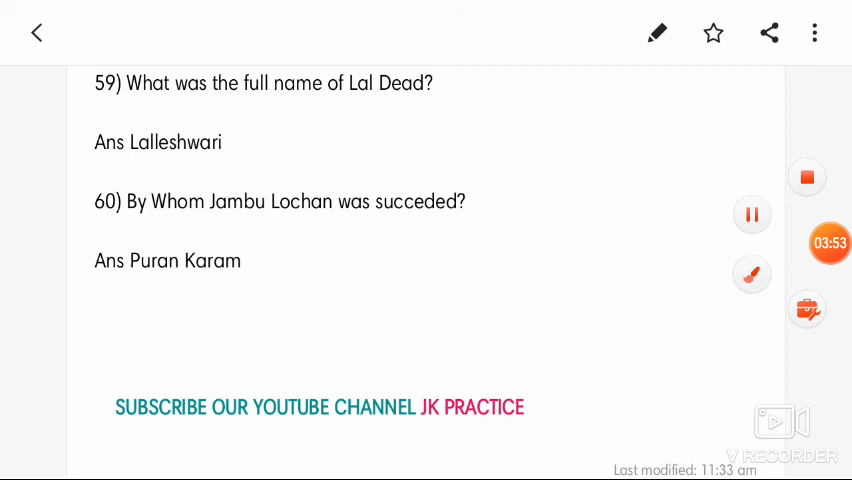 59) What was the full name of Lal Dead?
Ans Lalleshwari
60) By Whom Jambu Lochan was succeded?
Ans Puran Karam
03:53
SUBSCRIBE OUR YOUTUBE CHANNEL JK PRACTICE
V RECORDER
Last modified: 11:33 am